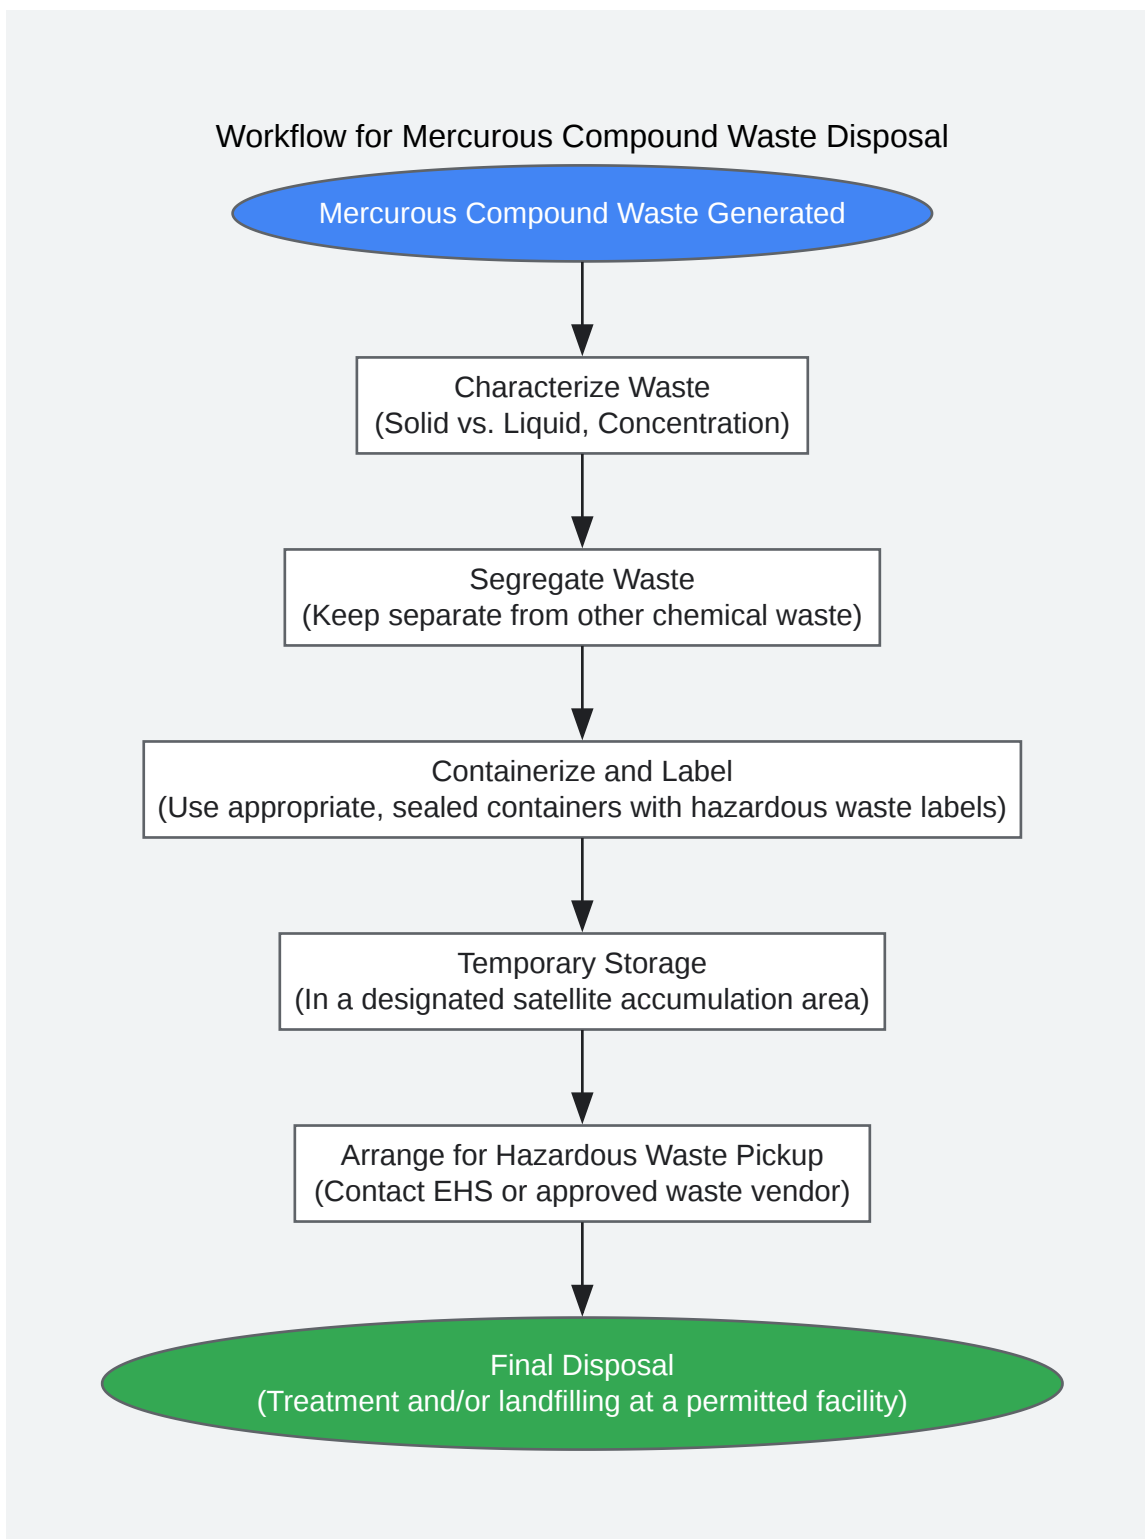 Workflow for Mercurous Compound Waste Disposal
Mercurous Compound Waste Generated
Characterize Waste
(Solid vs. Liquid, Concentration)
Segregate Waste
(Keep separate from other chemical waste)
Containerize and Label
(Use appropriate, sealed containers with hazardous waste labels)
Temporary Storage
(In a designated satellite accumulation area)
Arrange for Hazardous Waste Pickup
(Contact EHS or approved waste vendor)
Final Disposal
(Treatment and/or landfilling at a permitted facility)